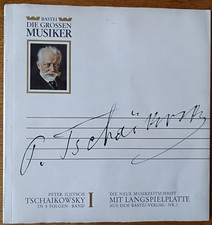 BASTEI
DIE GROSSEN
MUSIKER
P. Tschaikovsky
PETER ILJITSCH
TSCHAIKOWSKY
IN 5 FOLGEN · BAND
I
DIE NEUE MUSIKZEITSCHRIFT
MIT LANGSPIELPLATTE
AUS DEM BASTEI-VERLAG · NR.